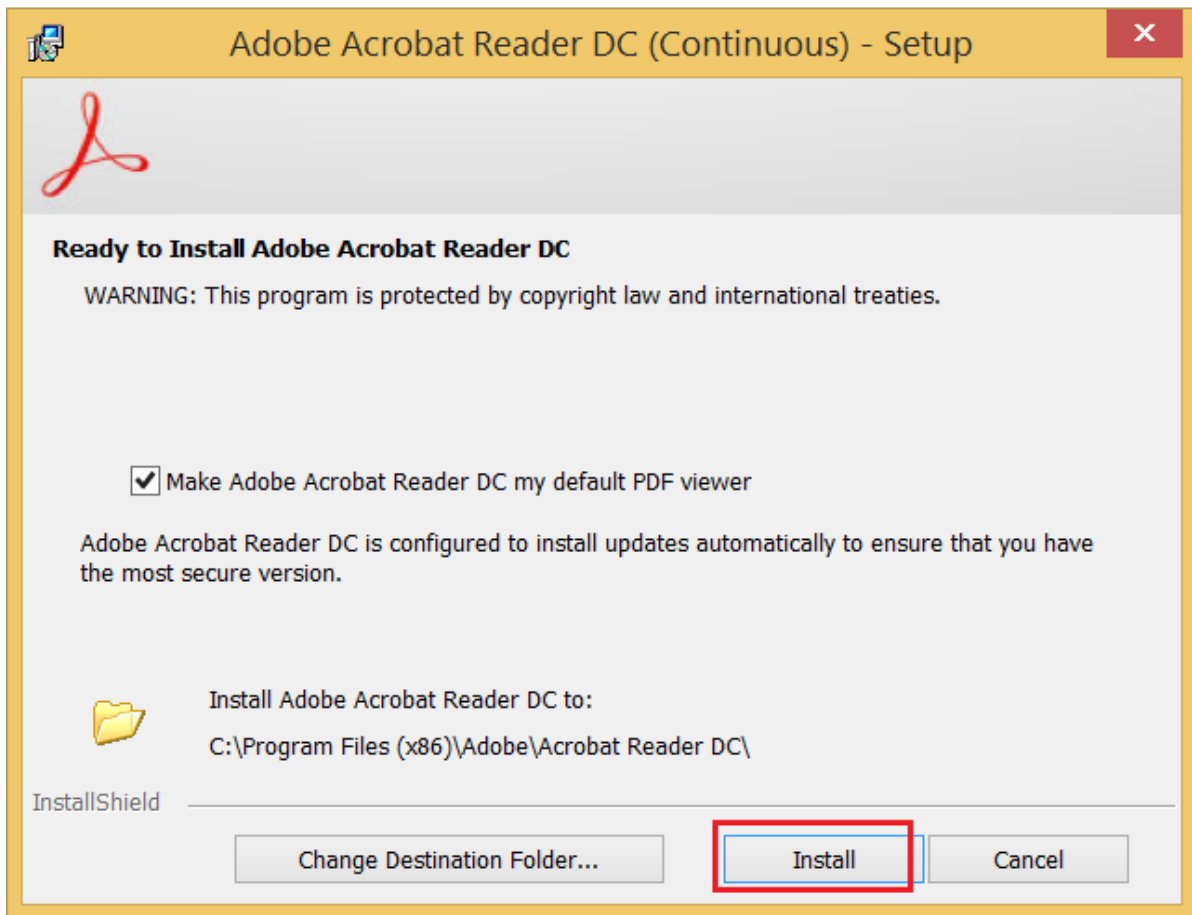 Adobe Acrobat Reader DC (Continuous) - Setup
Ready to Install Adobe Acrobat Reader DC
WARNING: This program is protected by copyright law and international treaties.
Make Adobe Acrobat Reader DC my default PDF viewer
Adobe Acrobat Reader DC is configured to install updates automatically to ensure that you have
the most secure version.
Install Adobe Acrobat Reader DC to:
C:\Program Files (x86)\Adobe\Acrobat Reader DC\
InstallShield
Change Destination Folder...
Install
Cancel